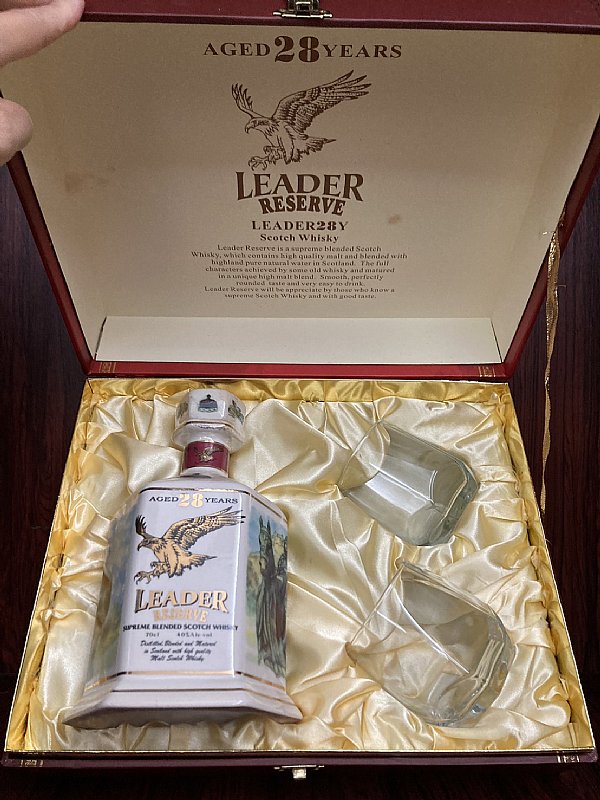 AGED 28 YEARS
LEADER
RESERVE
LEADER28Y
Scotch Whisky
Leader Reserve is a supreme blended Scotch
Whisky, which contains high quality malt and blended with
highland pure natural water in Scotland. The full
characters achieved by some old whisky and matured
in a unique high malt blend. Smooth, perfectly
rounded taste and very easy to drink.
Leader Reserve will be appreciate by those who know a
supreme Scotch Whisky and with good taste.
AGED 28 YEARS
LEADER
RESERVE
SUPREME BLENDED SCOTCH WHISKY
70cl 40%Alc vol
Distilled, Blended and Matured
in Scotland with high quality
Malt Scotch Whisky